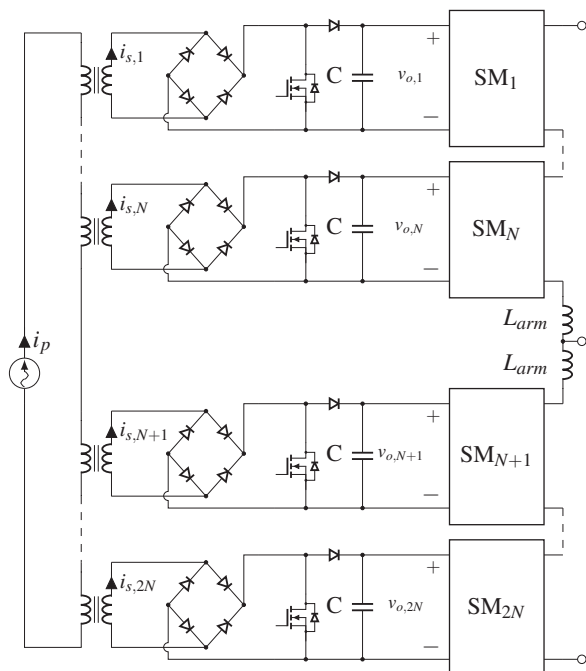 i_{s,1} C + v_{o,1} − SM_1
i_{s,N} C + v_{o,N} − SM_N
L_{arm}
i_p
L_{arm}
i_{s,N+1} C + v_{o,N+1} − SM_{N+1}
i_{s,2N} C + v_{o,2N} − SM_{2N}